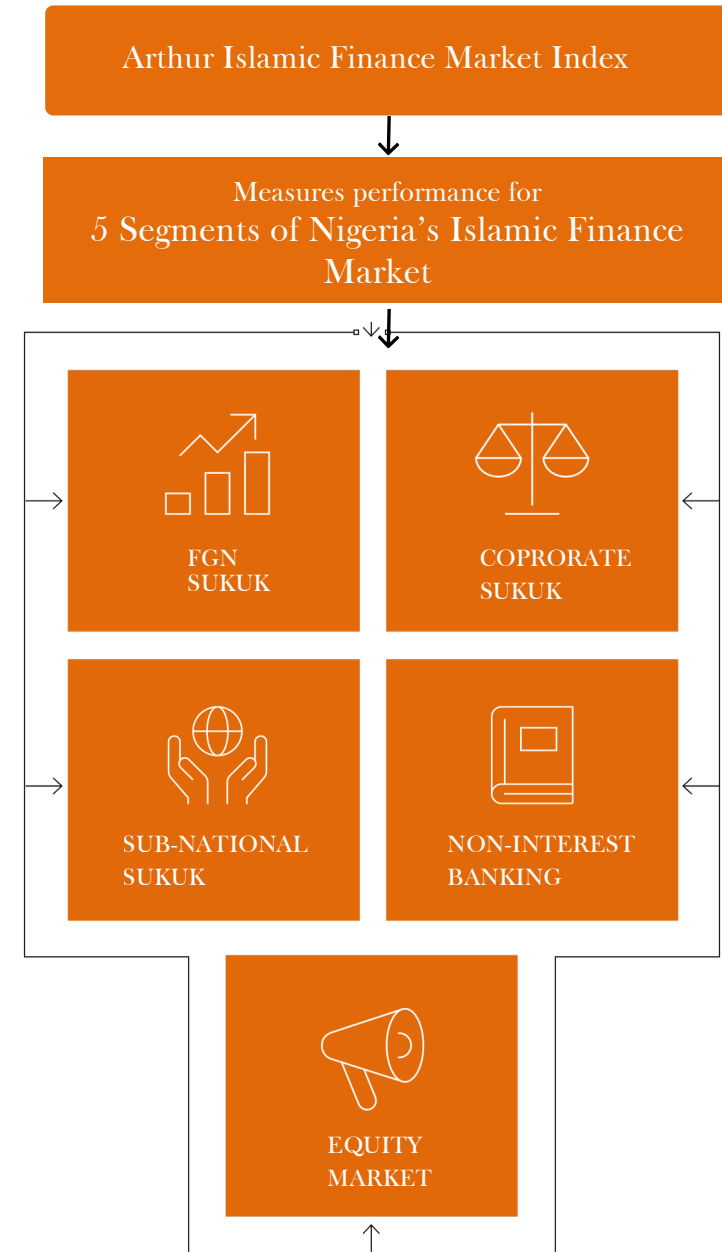 Arthur Islamic Finance Market Index
Measures performance for
5 Segments of Nigeria’s Islamic Finance
Market
FGN
SUKUK
COPRORATE
SUKUK
SUB-NATIONAL
SUKUK
NON-INTEREST
BANKING
EQUITY
MARKET